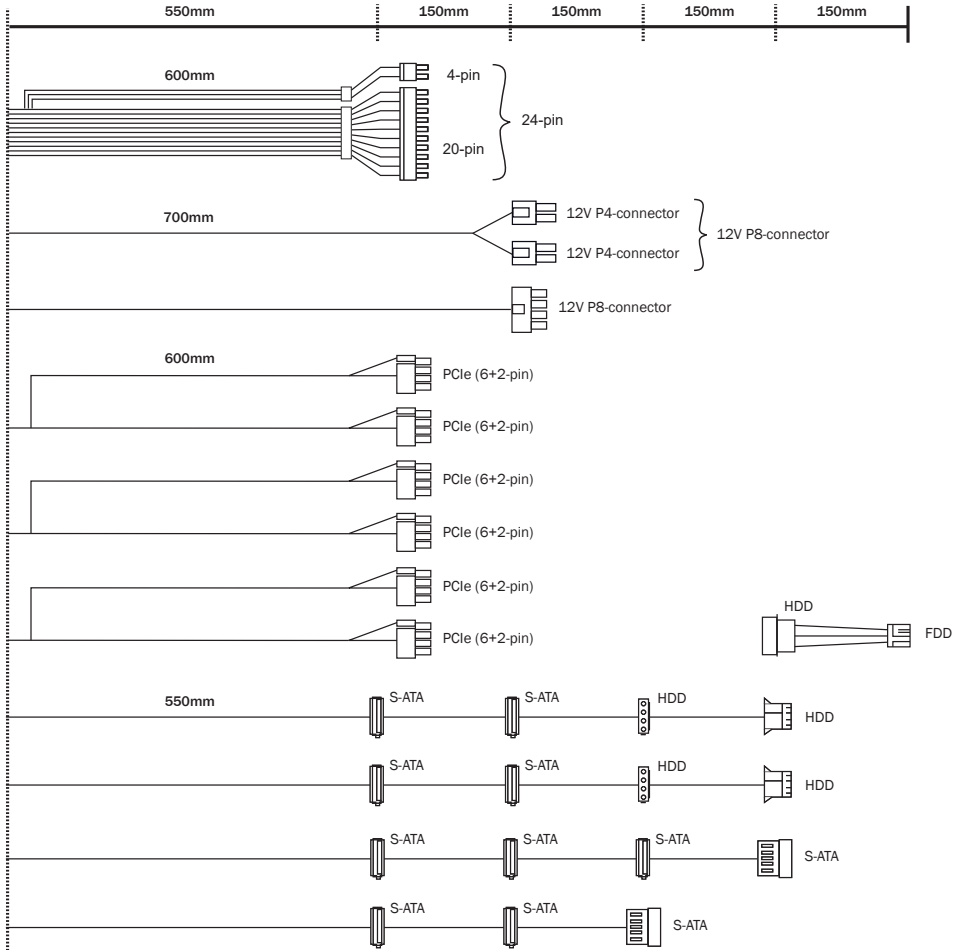 550mm 150mm 150mm 150mm 150mm
600mm
4-pin
24-pin
20-pin
700mm
12V P4-connector
12V P8-connector
12V P4-connector
12V P8-connector
600mm
PCIe (6+2-pin)
PCIe (6+2-pin)
PCIe (6+2-pin)
PCIe (6+2-pin)
PCIe (6+2-pin)
HDD
FDD
PCIe (6+2-pin)
550mm
S-ATA S-ATA HDD
HDD
S-ATA S-ATA HDD
HDD
S-ATA S-ATA S-ATA
S-ATA
S-ATA S-ATA
S-ATA